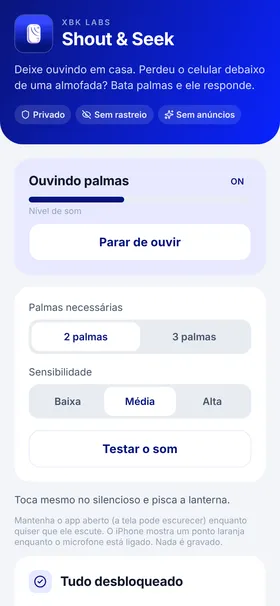 XBK LABS
Shout & Seek
Deixe ouvindo em casa. Perdeu o celular debaixo
de uma almofada? Bata palmas e ele responde.
Privado
Sem rastreio
Sem anúncios
Ouvindo palmas
ON
Nível de som
Parar de ouvir
Palmas necessárias
2 palmas
3 palmas
Sensibilidade
Baixa
Média
Alta
Testar o som
Toca mesmo no silencioso e pisca a lanterna.
Mantenha o app aberto (a tela pode escurecer) enquanto
quiser que ele escute. O iPhone mostra um ponto laranja
enquanto o microfone está ligado. Nada é gravado.
Tudo desbloqueado